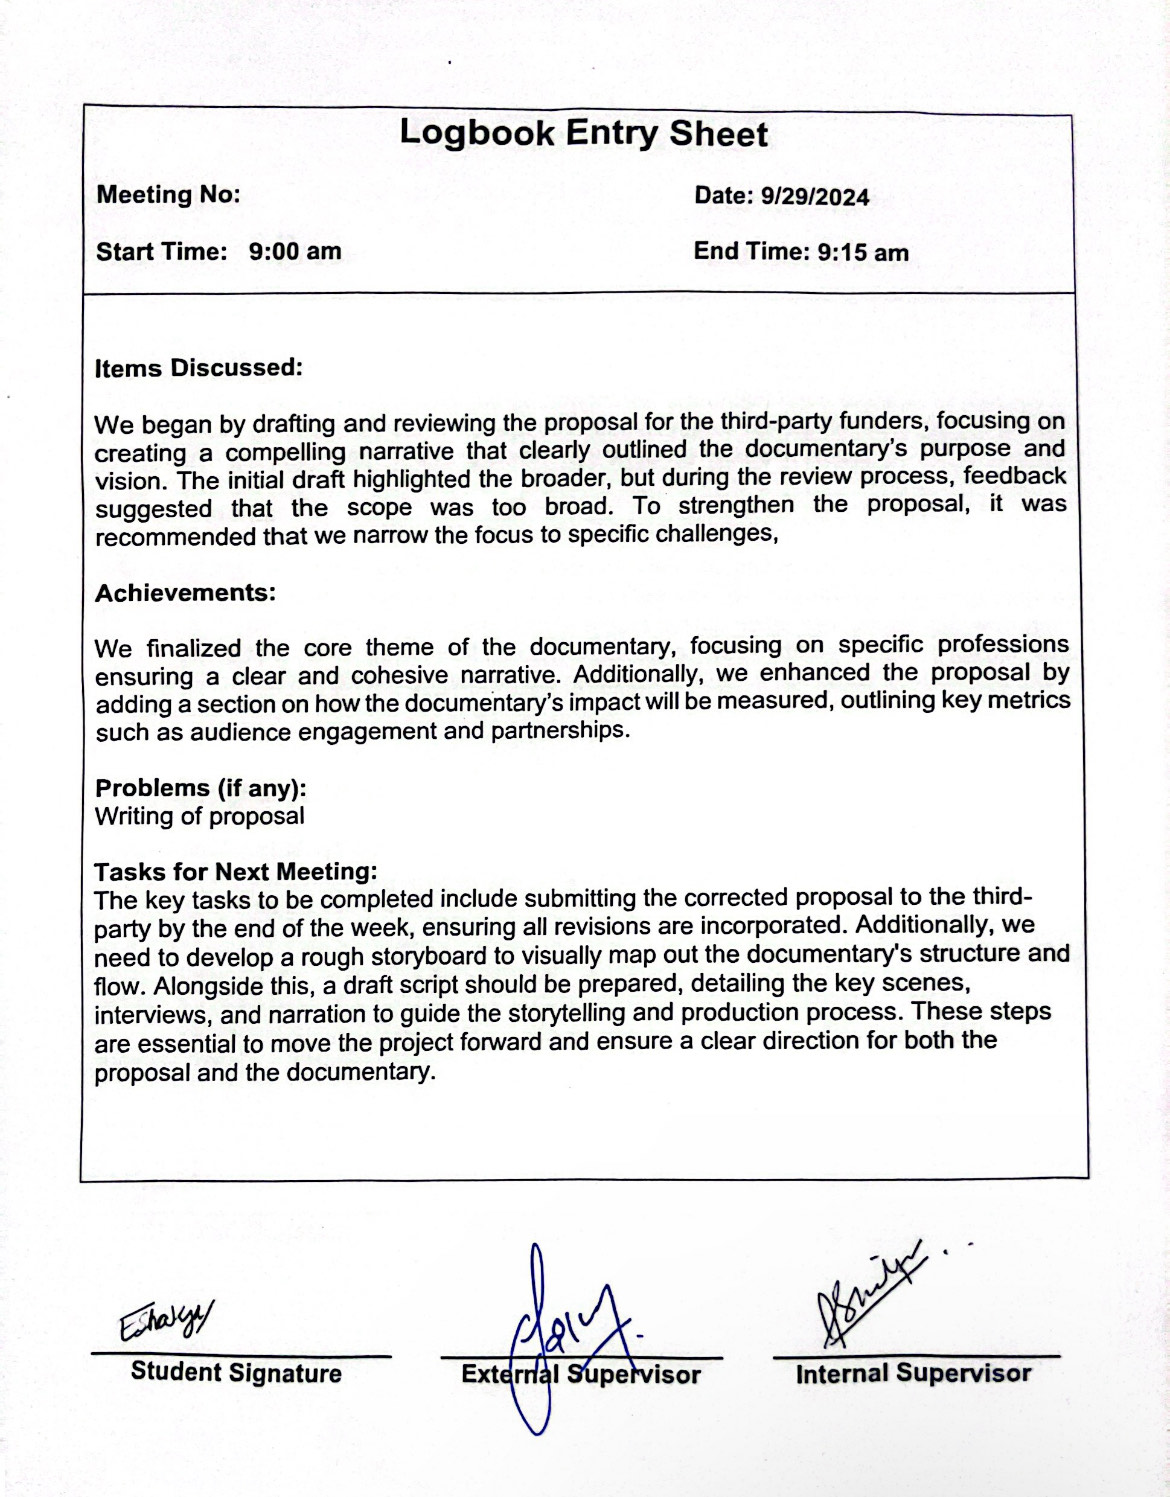 Logbook Entry Sheet
Meeting No:
Date: 9/29/2024
Start Time: 9:00 am
End Time: 9:15 am
Items Discussed:
We began by drafting and reviewing the proposal for the third-party funders, focusing on
creating a compelling narrative that clearly outlined the documentary's purpose and
vision. The initial draft highlighted the broader, but during the review process, feedback
suggested that the scope was too broad. To strengthen the proposal, it was
recommended that we narrow the focus to specific challenges,
Achievements:
We finalized the core theme of the documentary, focusing on specific professions
ensuring a clear and cohesive narrative. Additionally, we enhanced the proposal by
adding a section on how the documentary's impact will be measured, outlining key metrics
such as audience engagement and partnerships.
Problems (if any):
Writing of proposal
Tasks for Next Meeting:
The key tasks to be completed include submitting the corrected proposal to the third-
party by the end of the week, ensuring all revisions are incorporated. Additionally, we
need to develop a rough storyboard to visually map out the documentary's structure and
flow. Alongside this, a draft script should be prepared, detailing the key scenes,
interviews, and narration to guide the storytelling and production process. These steps
are essential to move the project forward and ensure a clear direction for both the
proposal and the documentary.
Student Signature
External Supervisor
Internal Supervisor